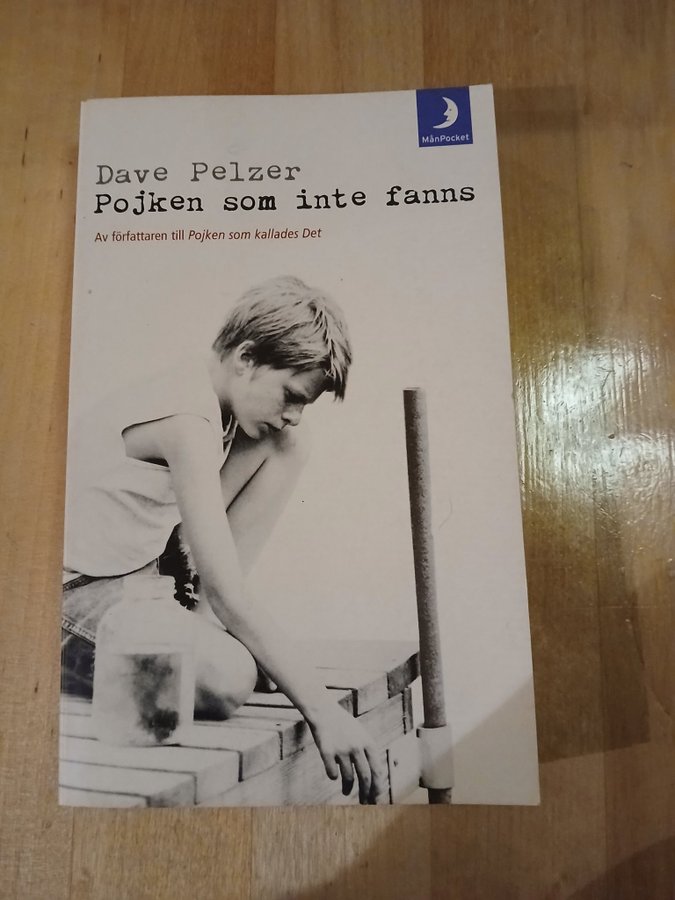 MånPocket
Dave Pelzer
Pojken som inte fanns
Av författaren till Pojken som kallades Det